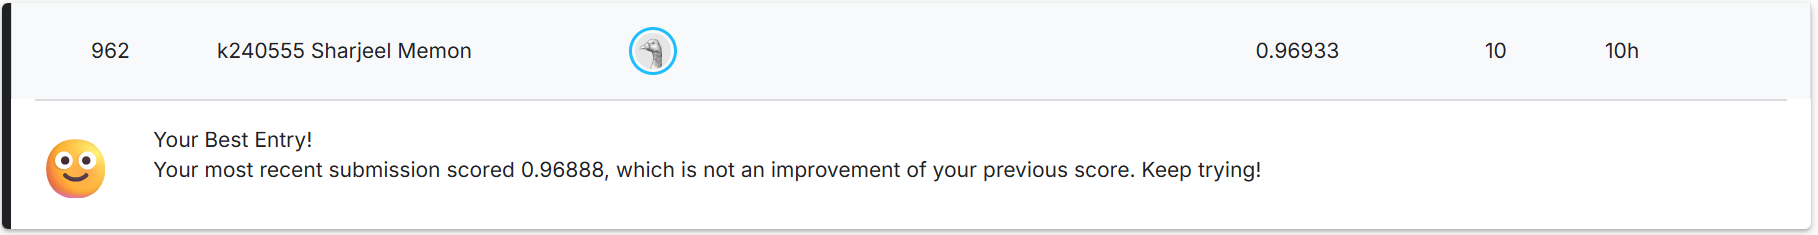 962 k240555 Sharjeel Memon 0.96933 10 10h
Your Best Entry!
Your most recent submission scored 0.96888, which is not an improvement of your previous score. Keep trying!